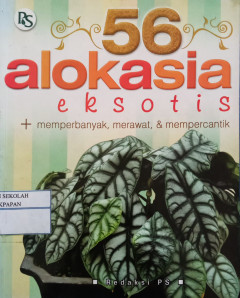 PS
56
alokasia
eksotis
+ memperbanyak, merawat, & mempercantik
SEKOLAH
KPAPAN
Redaksi PS